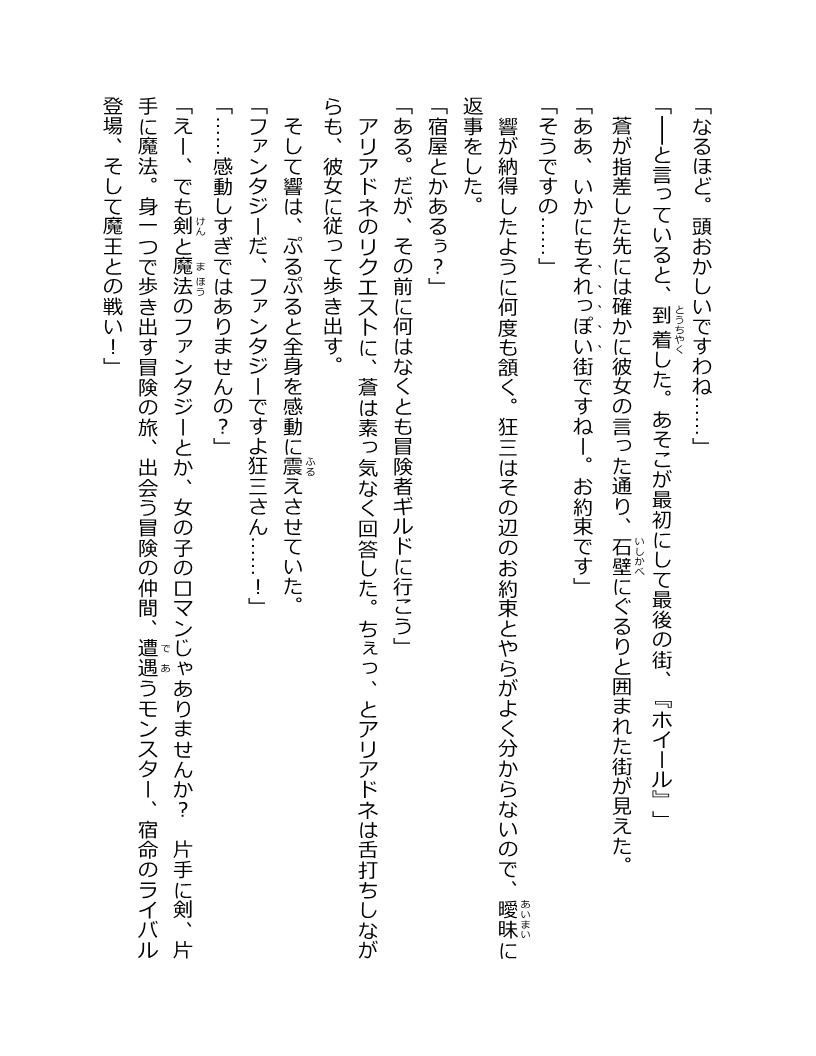 「なるほど。頭おかしいですわね……」
「──と言っていると、到着した。あそこが最初にして最後の街、『ホイール』」
　蒼が指差した先には確かに彼女の言った通り、石壁にぐるりと囲まれた街が見えた。
「ああ、いかにもそれっぽい街ですねー。お約束です」
「そうですの……」
　響が納得したように何度も頷く。狂三はその辺のお約束とやらがよく分からないので、曖昧に
返事をした。
「宿屋とかあるぅ？」
「ある。だが、その前に何はなくとも冒険者ギルドに行こう」
　アリアドネのリクエストに、蒼は素っ気なく回答した。ちぇっ、とアリアドネは舌打ちしなが
らも、彼女に従って歩き出す。
　そして響は、ぷるぷると全身を感動に震えさせていた。
「ファンタジーだ、ファンタジーですよ狂三さん……！」
「……感動しすぎではありませんの？」
「えー、でも剣と魔法のファンタジーとか、女の子のロマンじゃありませんか？　片手に剣、片
手に魔法。身一つで歩き出す冒険の旅、出会う冒険の仲間、遭遇うモンスター、宿命のライバル
登場、そして魔王との戦い！」